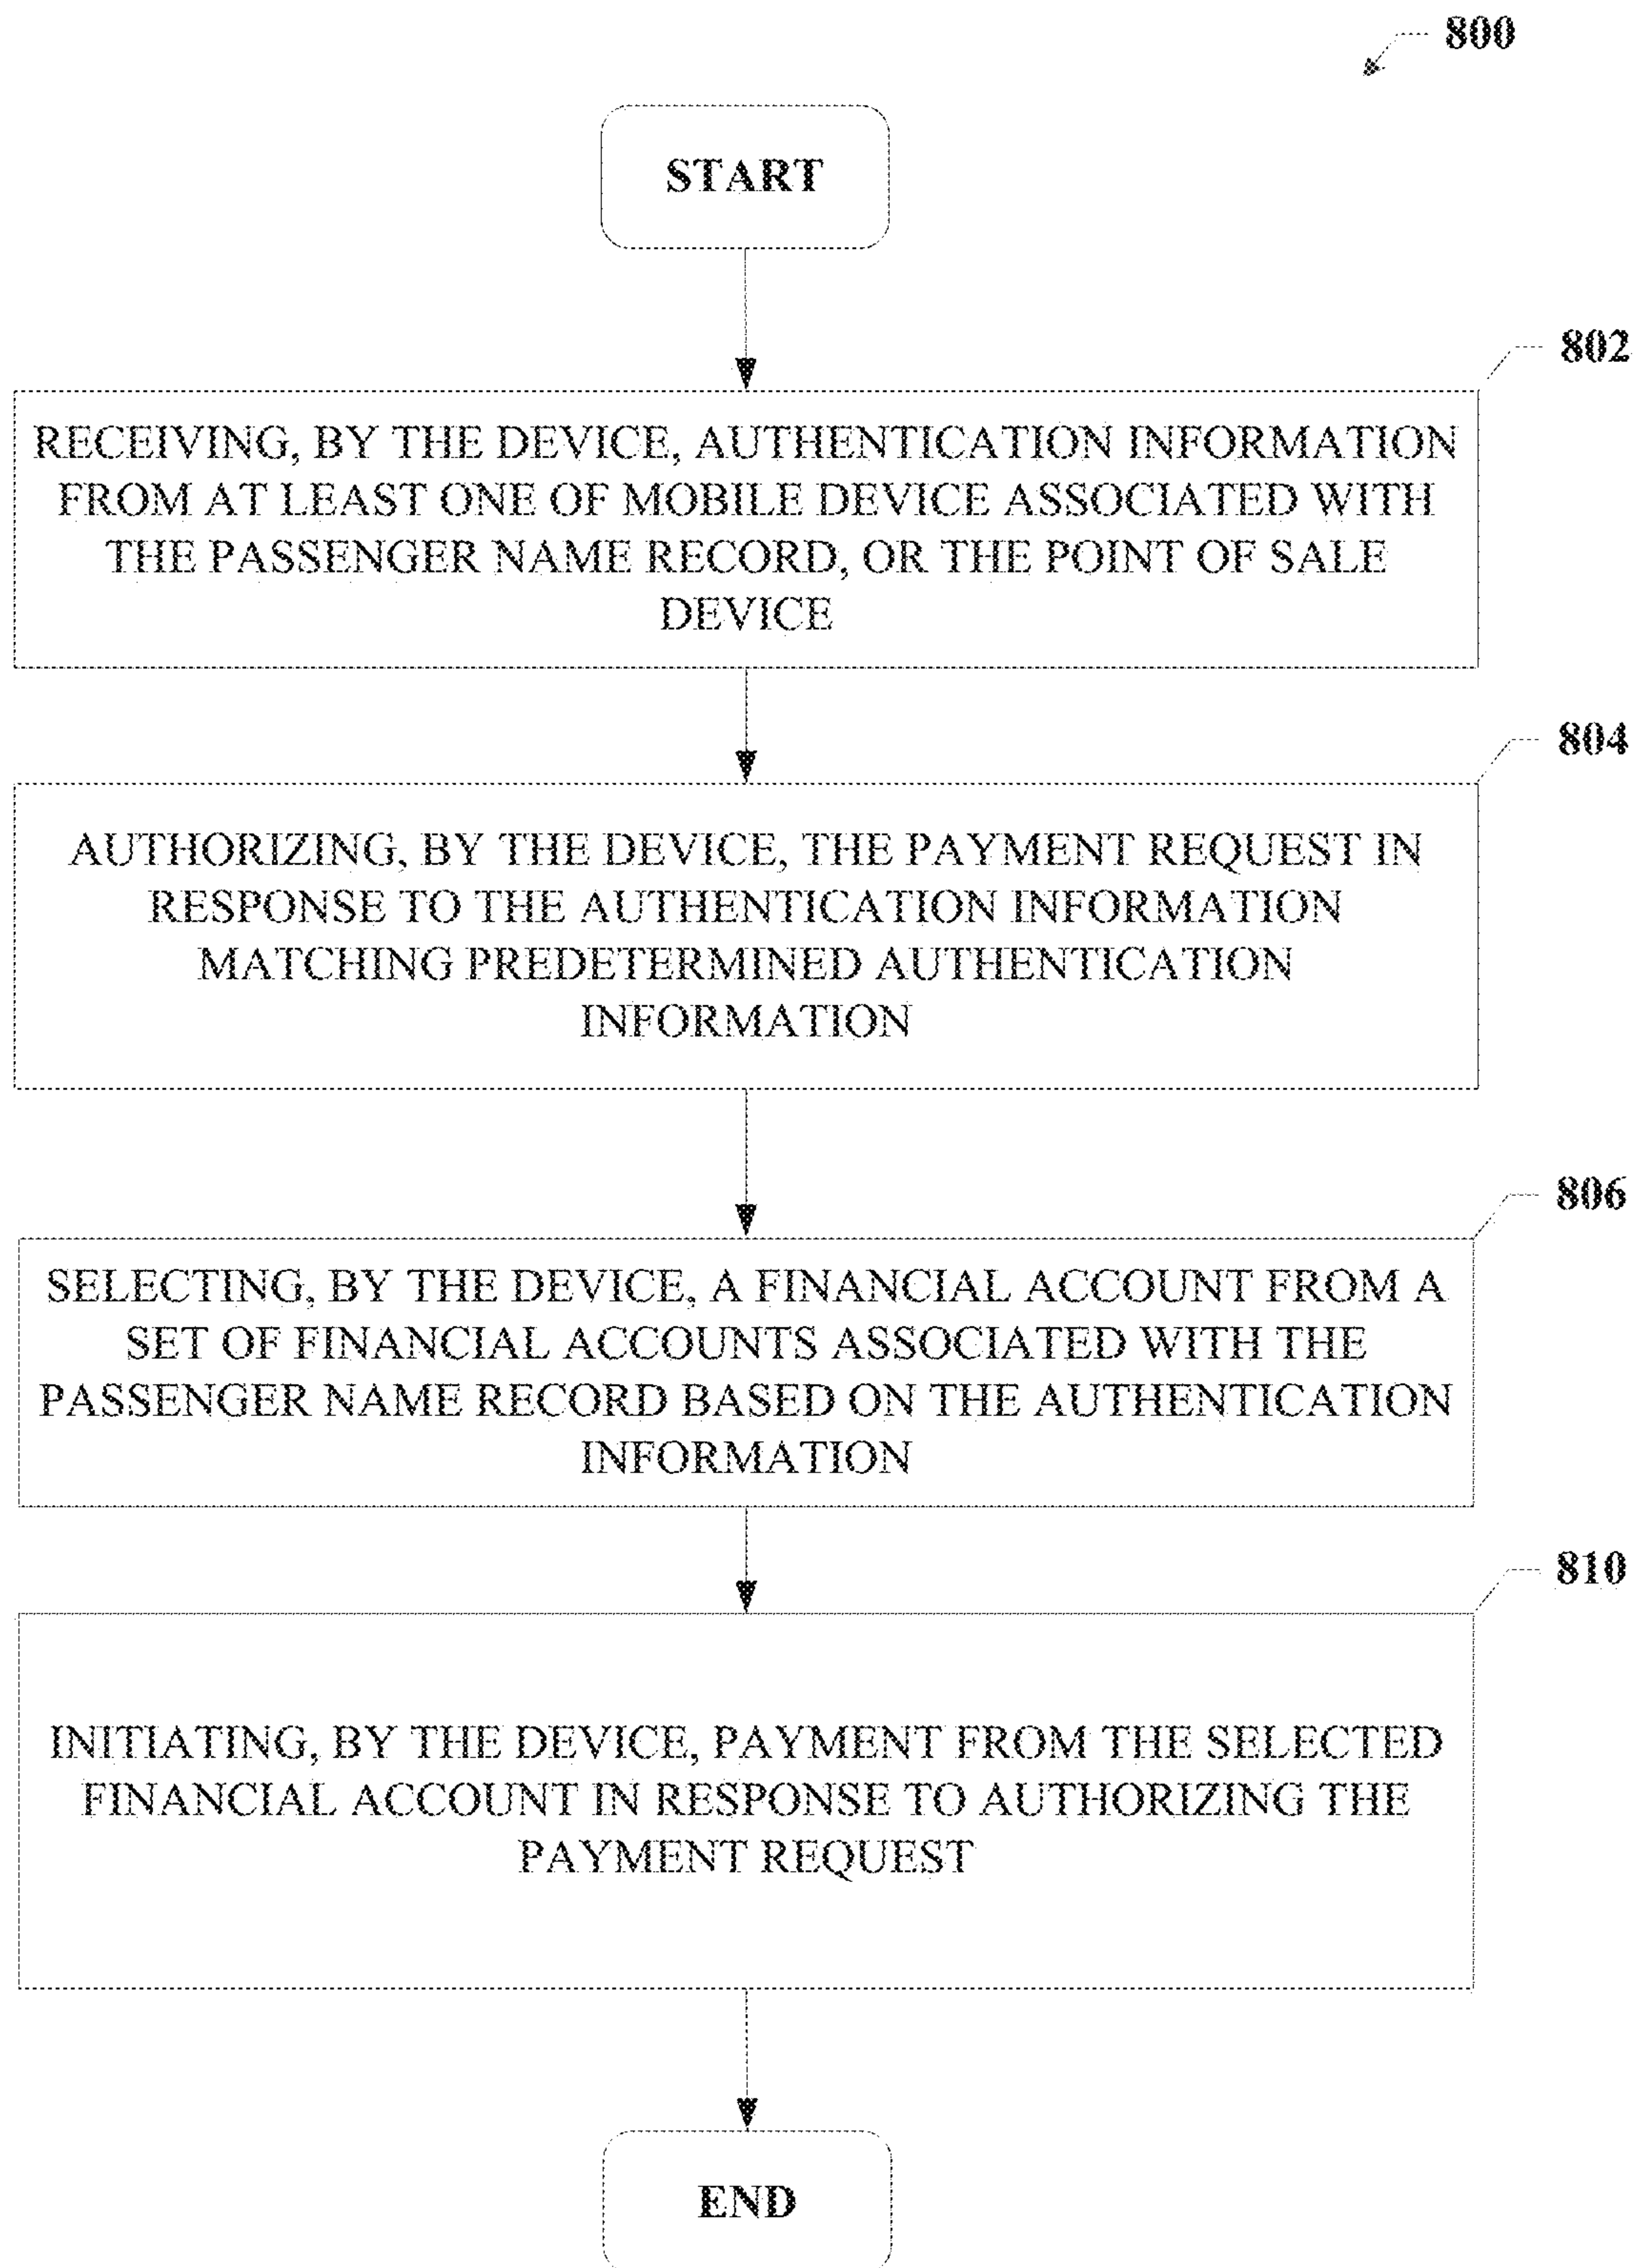 800
START
802
RECEIVING, BY THE DEVICE, AUTHENTICATION INFORMATION
FROM AT LEAST ONE OF MOBILE DEVICE ASSOCIATED WITH
THE PASSENGER NAME RECORD, OR THE POINT OF SALE
DEVICE
804
AUTHORIZING, BY THE DEVICE, THE PAYMENT REQUEST IN
RESPONSE TO THE AUTHENTICATION INFORMATION
MATCHING PREDETERMINED AUTHENTICATION
INFORMATION
806
SELECTING, BY THE DEVICE, A FINANCIAL ACCOUNT FROM A
SET OF FINANCIAL ACCOUNTS ASSOCIATED WITH THE
PASSENGER NAME RECORD BASED ON THE AUTHENTICATION
INFORMATION
810
INITIATING, BY THE DEVICE, PAYMENT FROM THE SELECTED
FINANCIAL ACCOUNT IN RESPONSE TO AUTHORIZING THE
PAYMENT REQUEST
END